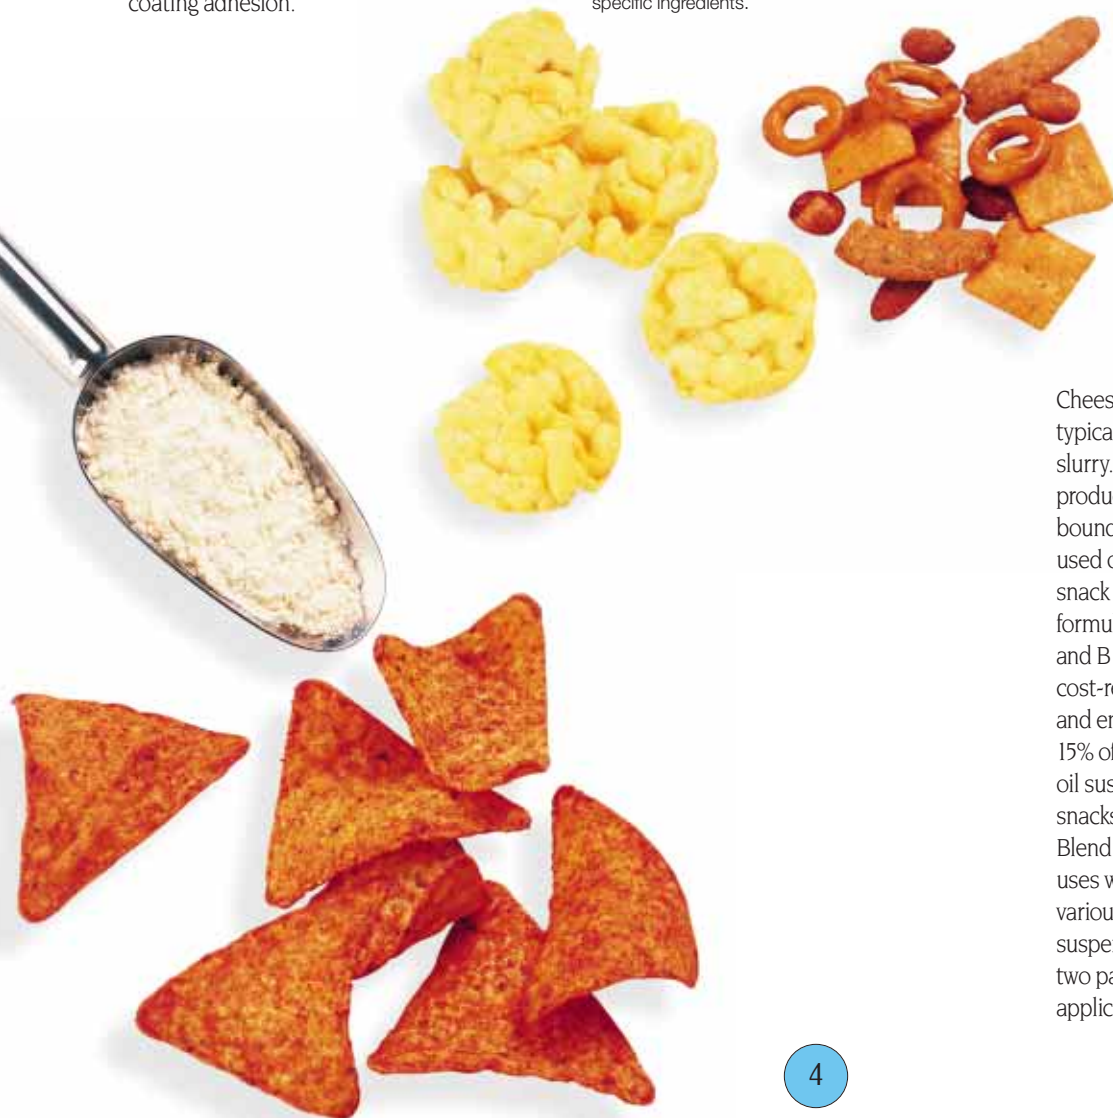 coating adhesion.
specific ingredients.
Chees
typica
slurry.
produ
bound
used o
snack
formu
and B
cost-re
and en
15% of
oil sus
snacks
Blend
uses w
variou
suspe
two pa
applic
4